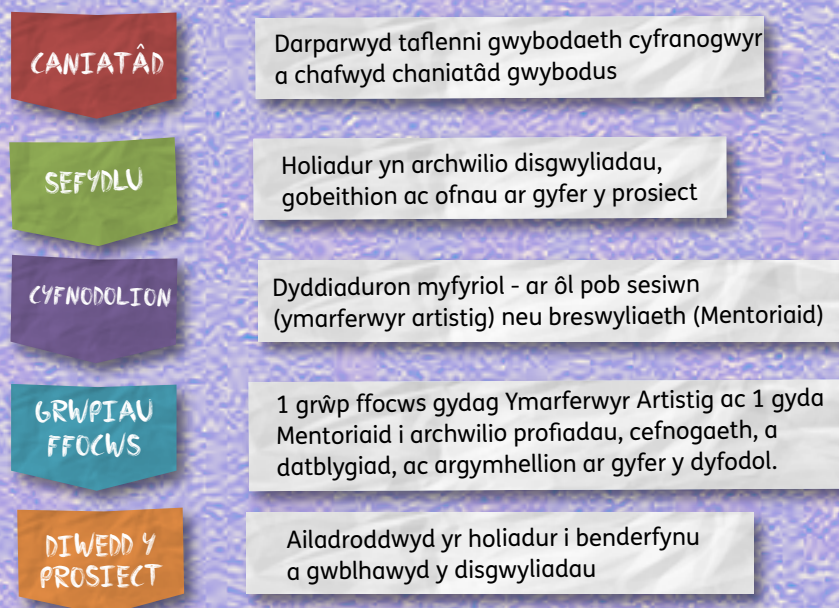 CANIATÂD
Darparwyd taflenni gwybodaeth cyfranogwyr
a chafwyd chaniatâd gwybodus
SEFYDLU
Holiadur yn archwilio disgwyliadau,
gobeithion ac ofnau ar gyfer y prosiect
CYFNODOLION
Dyddiaduron myfyriol - ar ôl pob sesiwn
(ymarferwyr artistig) neu breswyliaeth (Mentoriaid)
GRWPIAU
FFOCWS
1 grŵp ffocws gydag Ymarferwyr Artistig ac 1 gyda
Mentoriaid i archwilio profiadau, cefnogaeth, a
datblygiad, ac argymhellion ar gyfer y dyfodol.
DIWEDD Y
PROSIECT
Ailadroddwyd yr holiadur i benderfynu
a gwblhawyd y disgwyliadau